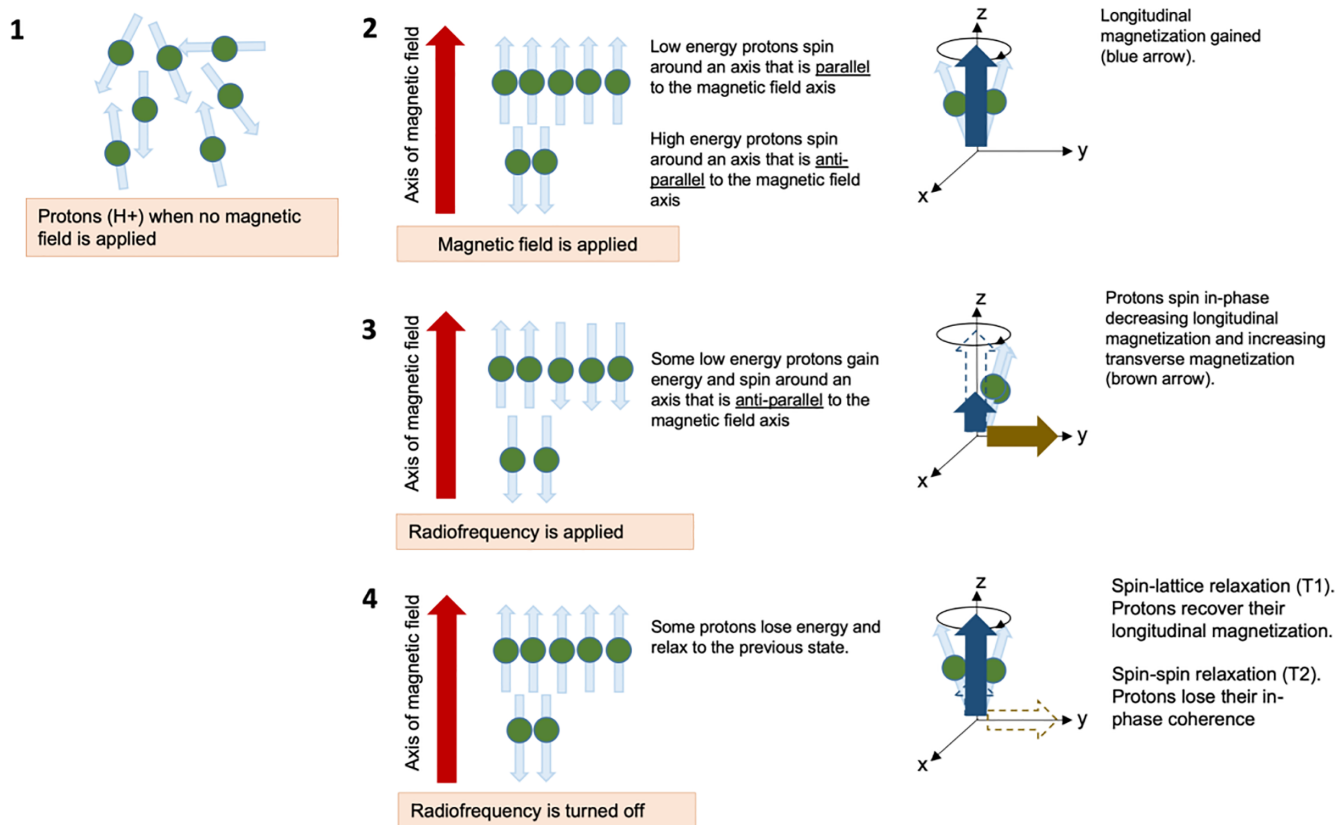 1
Protons (H+) when no magnetic
field is applied
2
Axis of magnetic field
Low energy protons spin
around an axis that is parallel
to the magnetic field axis
High energy protons spin
around an axis that is anti-
parallel to the magnetic field
axis
Magnetic field is applied
z
y
x
Longitudinal
magnetization gained
(blue arrow).
3
Axis of magnetic field
Some low energy protons gain
energy and spin around an
axis that is anti-parallel to the
magnetic field axis
Radiofrequency is applied
z
y
x
Protons spin in-phase
decreasing longitudinal
magnetization and increasing
transverse magnetization
(brown arrow).
4
Axis of magnetic field
Some protons lose energy and
relax to the previous state.
Radiofrequency is turned off
z
y
x
Spin-lattice relaxation (T1).
Protons recover their
longitudinal magnetization.
Spin-spin relaxation (T2).
Protons lose their in-
phase coherence